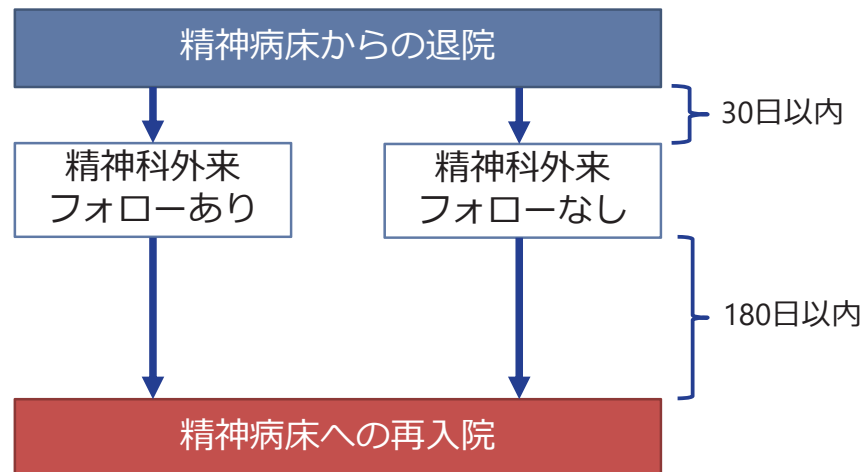 精神病床からの退院
30日以内
精神科外来
フォローあり
精神科外来
フォローなし
180日以内
精神病床への再入院